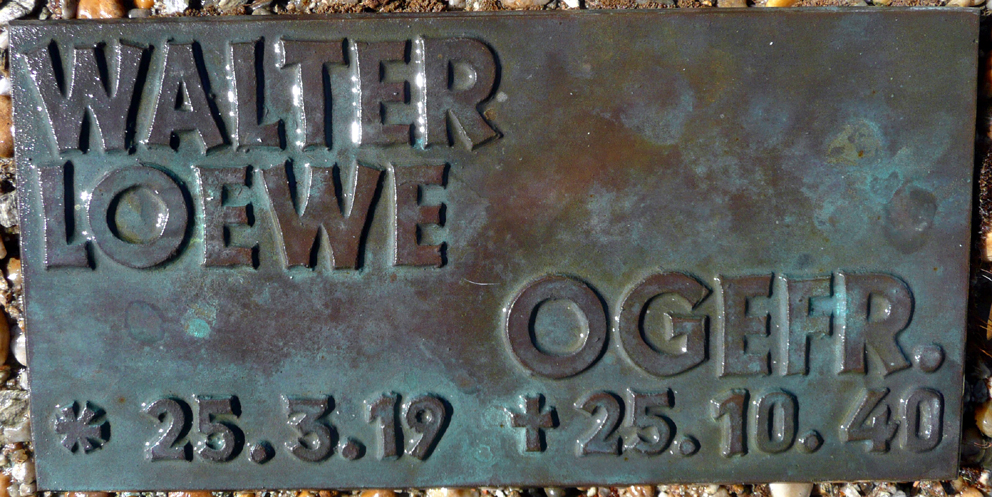 WALTER
LOEWE
OGEFR.
* 25.3.19 ✝ 25.10.40